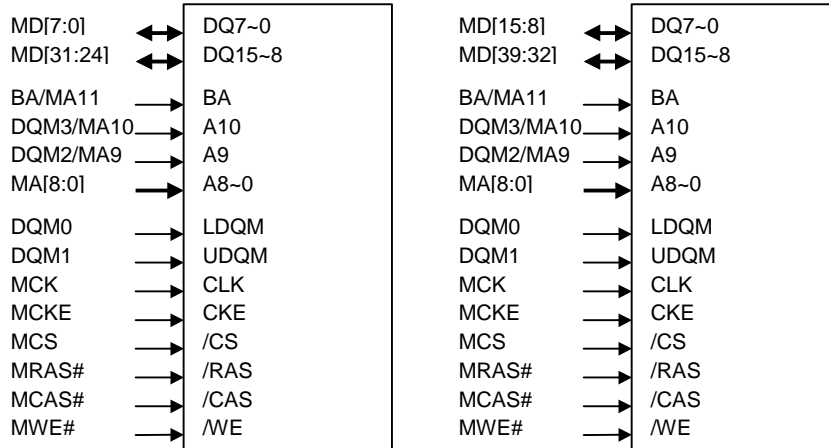 MD[7:0] DQ7~0
MD[31:24] DQ15~8
BA/MA11 BA
DQM3/MA10 A10
DQM2/MA9 A9
MA[8:0] A8~0
DQM0 LDQM
DQM1 UDQM
MCK CLK
MCKE CKE
MCS /CS
MRAS# /RAS
MCAS# /CAS
MWE# /WE
MD[15:8] DQ7~0
MD[39:32] DQ15~8
BA/MA11 BA
DQM3/MA10 A10
DQM2/MA9 A9
MA[8:0] A8~0
DQM0 LDQM
DQM1 UDQM
MCK CLK
MCKE CKE
MCS /CS
MRAS# /RAS
MCAS# /CAS
MWE# /WE